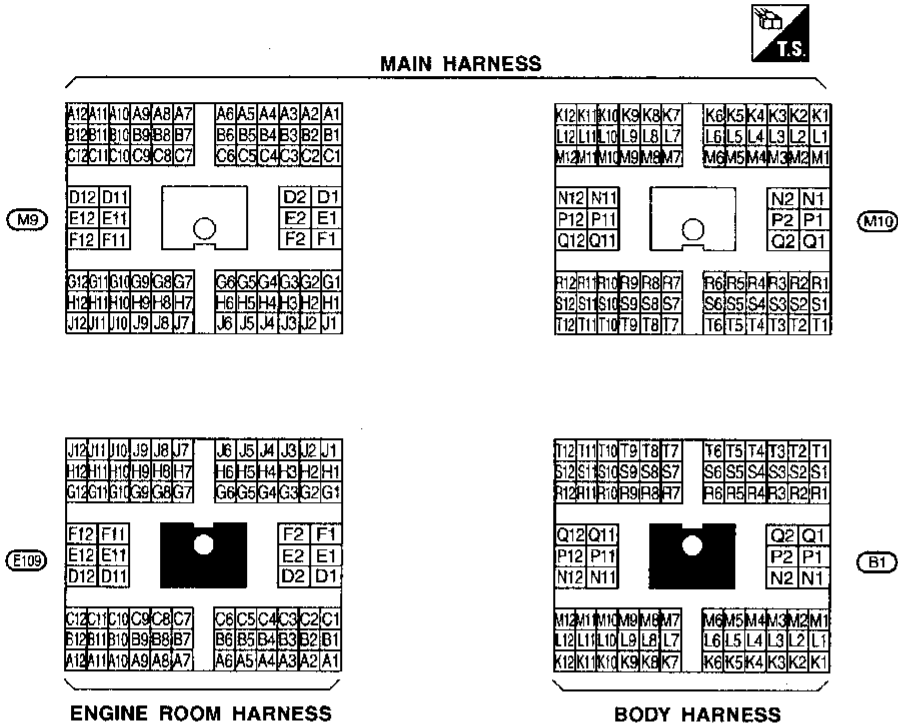 T.S.
MAIN HARNESS
A12 A11 A10 A9 A8 A7 A6 A5 A4 A3 A2 A1
B12 B11 B10 B9 B8 B7 B6 B5 B4 B3 B2 B1
C12 C11 C10 C9 C8 C7 C6 C5 C4 C3 C2 C1
D12 D11 D2 D1
M9
E12 E11 E2 E1
F12 F11 F2 F1
G12 G11 G10 G9 G8 G7 G6 G5 G4 G3 G2 G1
H12 H11 H10 H9 H8 H7 H6 H5 H4 H3 H2 H1
J12 J11 J10 J9 J8 J7 J6 J5 J4 J3 J2 J1
K12 K11 K10 K9 K8 K7 K6 K5 K4 K3 K2 K1
L12 L11 L10 L9 L8 L7 L6 L5 L4 L3 L2 L1
M12 M11 M10 M9 M8 M7 M6 M5 M4 M3 M2 M1
N12 N11 N2 N1
P12 P11 P2 P1
M10
Q12 Q11 Q2 Q1
R12 R11 R10 R9 R8 R7 R6 R5 R4 R3 R2 R1
S12 S11 S10 S9 S8 S7 S6 S5 S4 S3 S2 S1
T12 T11 T10 T9 T8 T7 T6 T5 T4 T3 T2 T1
J12 J11 J10 J9 J8 J7 J6 J5 J4 J3 J2 J1
H12 H11 H10 H9 H8 H7 H6 H5 H4 H3 H2 H1
G12 G11 G10 G9 G8 G7 G6 G5 G4 G3 G2 G1
F12 F11 F2 F1
E109
E12 E11 E2 E1
D12 D11 D2 D1
C12 C11 C10 C9 C8 C7 C6 C5 C4 C3 C2 C1
B12 B11 B10 B9 B8 B7 B6 B5 B4 B3 B2 B1
A12 A11 A10 A9 A8 A7 A6 A5 A4 A3 A2 A1
ENGINE ROOM HARNESS
T12 T11 T10 T9 T8 T7 T6 T5 T4 T3 T2 T1
S12 S11 S10 S9 S8 S7 S6 S5 S4 S3 S2 S1
R12 R11 R10 R9 R8 R7 R6 R5 R4 R3 R2 R1
Q12 Q11 Q2 Q1
P12 P11 P2 P1
B1
N12 N11 N2 N1
M12 M11 M10 M9 M8 M7 M6 M5 M4 M3 M2 M1
L12 L11 L10 L9 L8 L7 L6 L5 L4 L3 L2 L1
K12 K11 K10 K9 K8 K7 K6 K5 K4 K3 K2 K1
BODY HARNESS